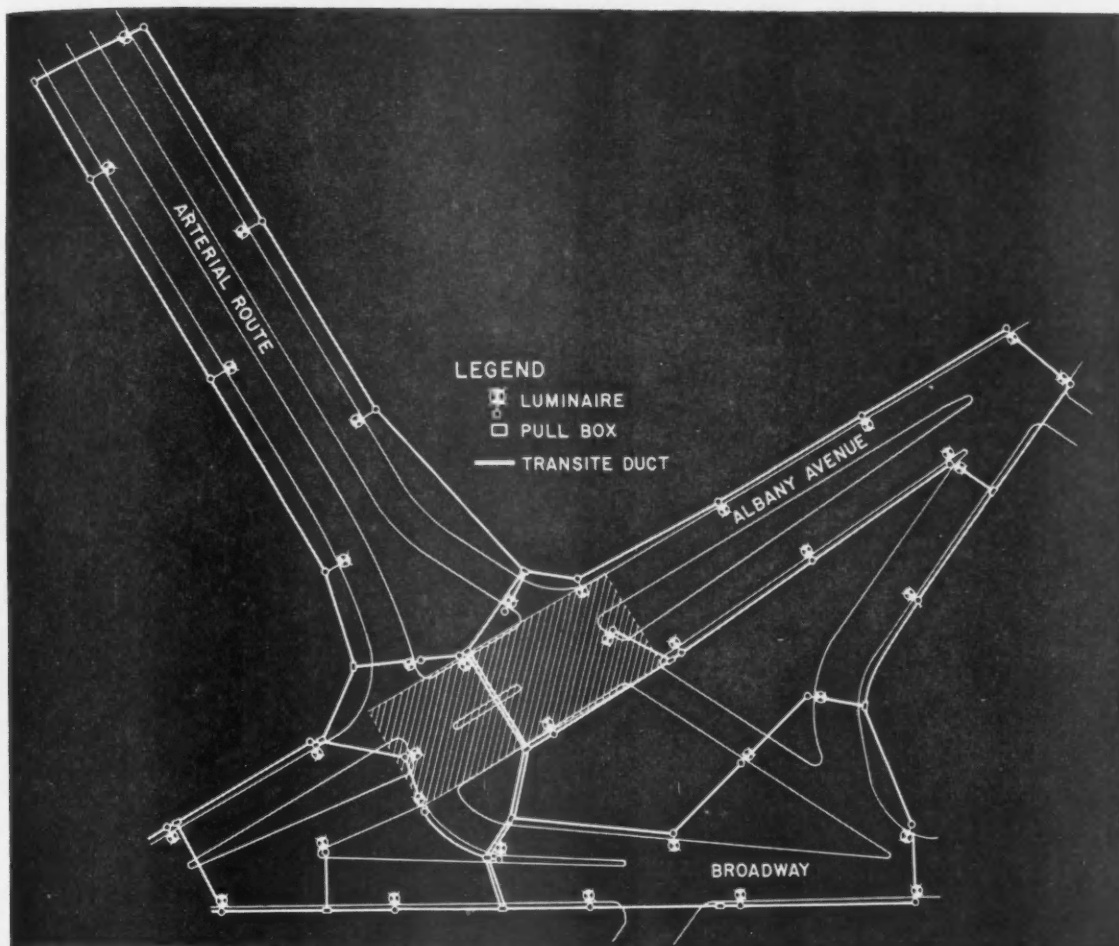 ARTERIAL ROUTE
LEGEND
LUMINAIRE
PULL BOX
TRANSITE DUCT
ALBANY AVENUE
BROADWAY